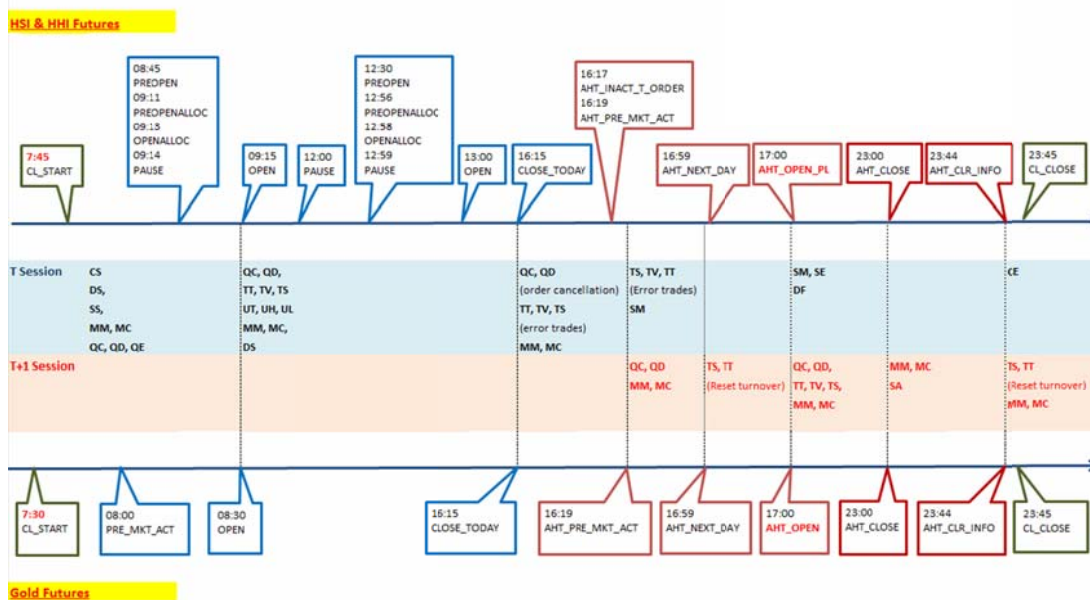 HSI & HHI Futures
08:45
PREOPEN
09:11
PREOPENALLOC
09:13
OPENALLOC
09:14
PAUSE
12:30
PREOPEN
12:56
PREOPENALLOC
12:58
OPENALLOC
12:59
PAUSE
16:17
AHT_INACT_T_ORDER
16:19
AHT_PRE_MKT_ACT
7:45
CL_START
09:15
OPEN
12:00
PAUSE
13:00
OPEN
16:15
CLOSE_TODAY
16:59
AHT_NEXT_DAY
17:00
AHT_OPEN_PL
23:00
AHT_CLOSE
23:44
AHT_CLR_INFO
23:45
CL_CLOSE
T Session
CS
DS,
SS,
MM, MC
QC, QD, QE
QC, QD,
TT, TV, TS
UT, UH, UL
MM, MC,
DS
QC, QD
(order cancellation)
TT, TV, TS
(error trades)
MM, MC
TS, TV, TT
(Error trades)
SM
SM, SE
DF
CE
T+1 Session
QC, QD
MM, MC
TS, TT
(Reset turnover)
QC, QD,
TT, TV, TS,
MM, MC
MM, MC
SA
TS, TT
(Reset turnover)
MM, MC
7:30
CL_START
08:00
PRE_MKT_ACT
08:30
OPEN
16:15
CLOSE_TODAY
16:19
AHT_PRE_MKT_ACT
16:59
AHT_NEXT_DAY
17:00
AHT_OPEN
23:00
AHT_CLOSE
23:44
AHT_CLR_INFO
23:45
CL_CLOSE
Gold Futures